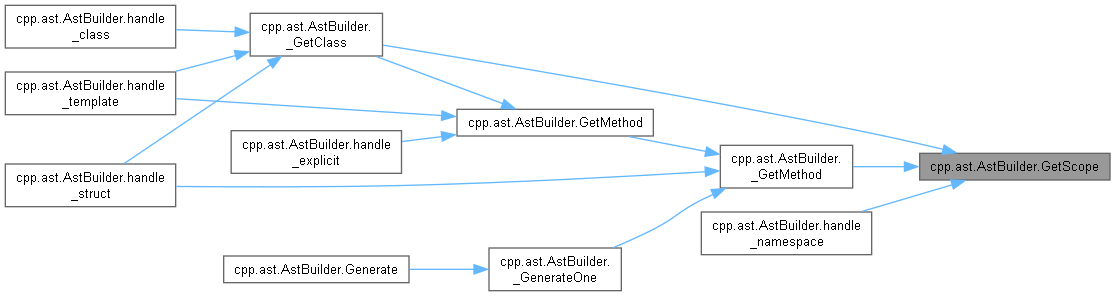 cpp.ast.AstBuilder.handle
_class
cpp.ast.AstBuilder.
_GetClass
cpp.ast.AstBuilder.handle
_template
cpp.ast.AstBuilder.GetMethod
cpp.ast.AstBuilder.handle
_explicit
cpp.ast.AstBuilder.
_GetMethod
cpp.ast.AstBuilder.GetScope
cpp.ast.AstBuilder.handle
_struct
cpp.ast.AstBuilder.handle
_namespace
cpp.ast.AstBuilder.Generate
cpp.ast.AstBuilder.
_GenerateOne